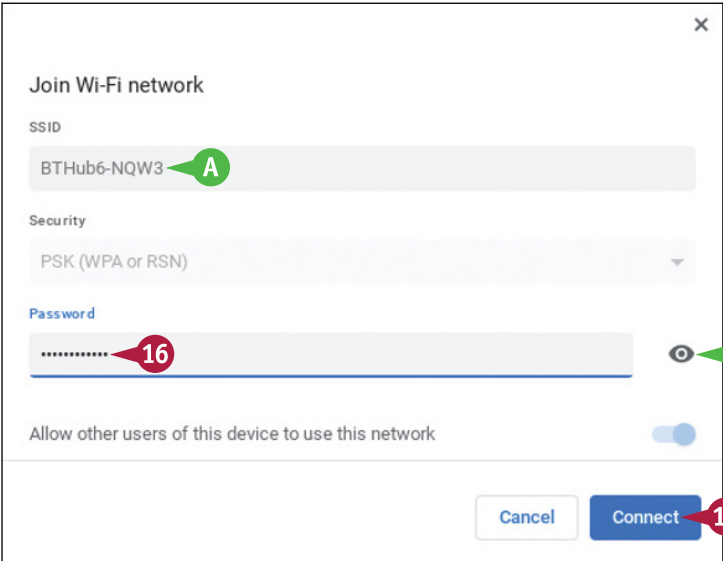 Join Wi-Fi network
SSID
BTHub6-NQW3 A
Security
PSK (WPA or RSN)
Password
•••••••••••• 16
Allow other users of this device to use this network
Cancel Connect